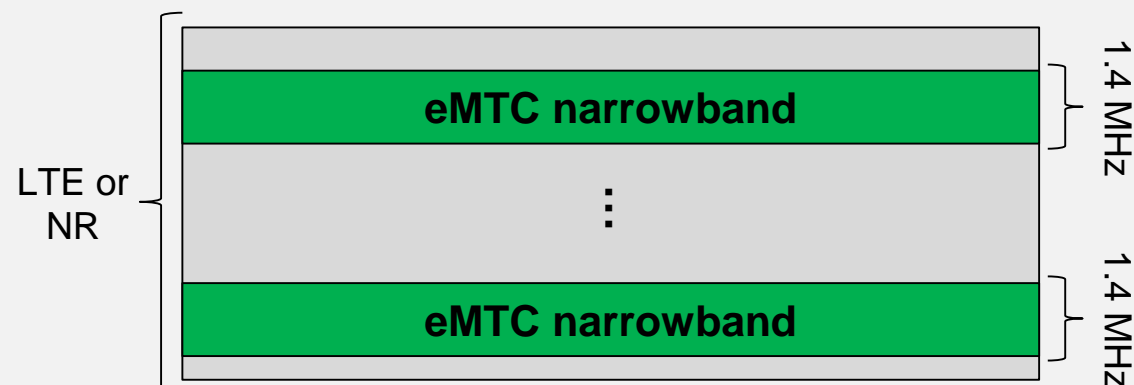 eMTC narrowband
1.4 MHz
LTE or
NR
⋮
eMTC narrowband
1.4 MHz